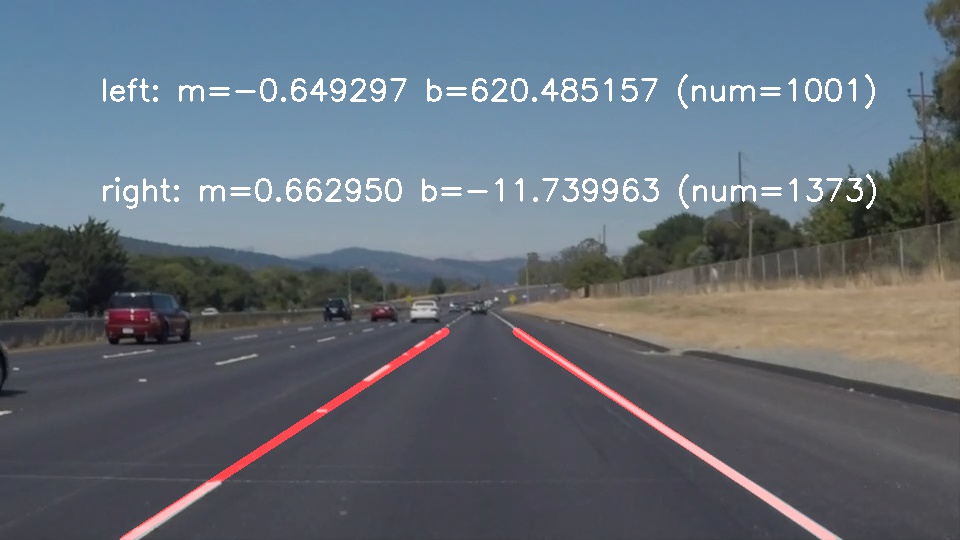 left: m=-0.649297 b=620.485157 (num=1001)
right: m=0.662950 b=-11.739963 (num=1373)